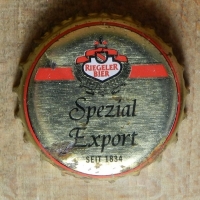 RIEGELER
BIER
Spezial
Export
SEIT 1834